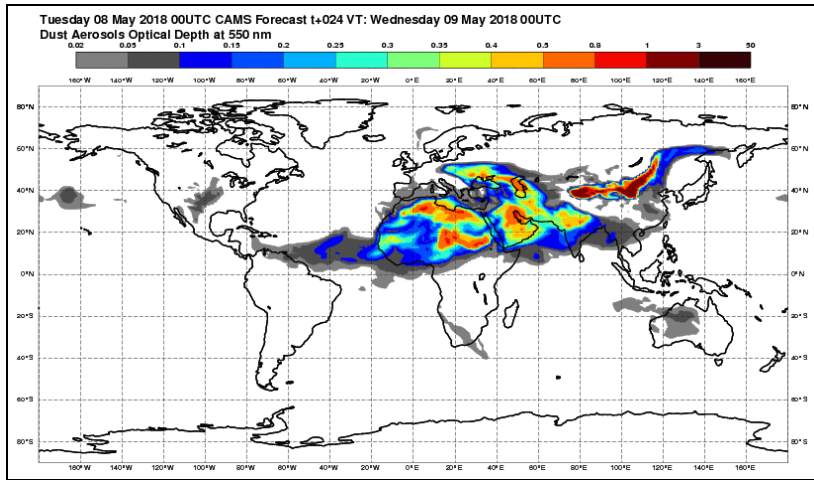 Tuesday 08 May 2018 00UTC CAMS Forecast t+024 VT: Wednesday 09 May 2018 00UTC
Dust Aerosols Optical Depth at 550 nm
0.02 0.05 0.1 0.15 0.2 0.25 0.3 0.35 0.4 0.5 0.8 1 3 50
160°W 140°W 120°W 100°W 80°W 60°W 40°W 20°W 0°E 20°E 40°E 60°E 80°E 100°E 120°E 140°E 160°E
80°N 80°N
60°N 60°N
40°N 40°N
20°N 20°N
0°N 0°N
20°S 20°S
40°S 40°S
60°S 60°S
80°S 80°S
160°W 140°W 120°W 100°W 80°W 60°W 40°W 20°W 0°E 20°E 40°E 60°E 80°E 100°E 120°E 140°E 160°E